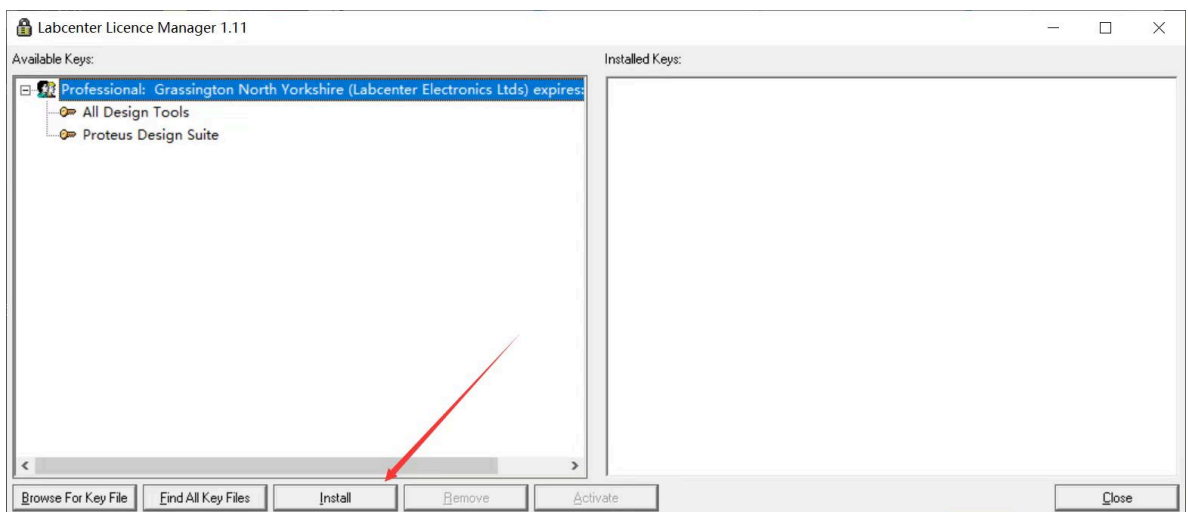 Labcenter Licence Manager 1.11
Available Keys:
Installed Keys:
Professional: Grassington North Yorkshire (Labcenter Electronics Ltds) expires:
All Design Tools
Proteus Design Suite
Browse For Key File
Find All Key Files
Install
Remove
Activate
Close